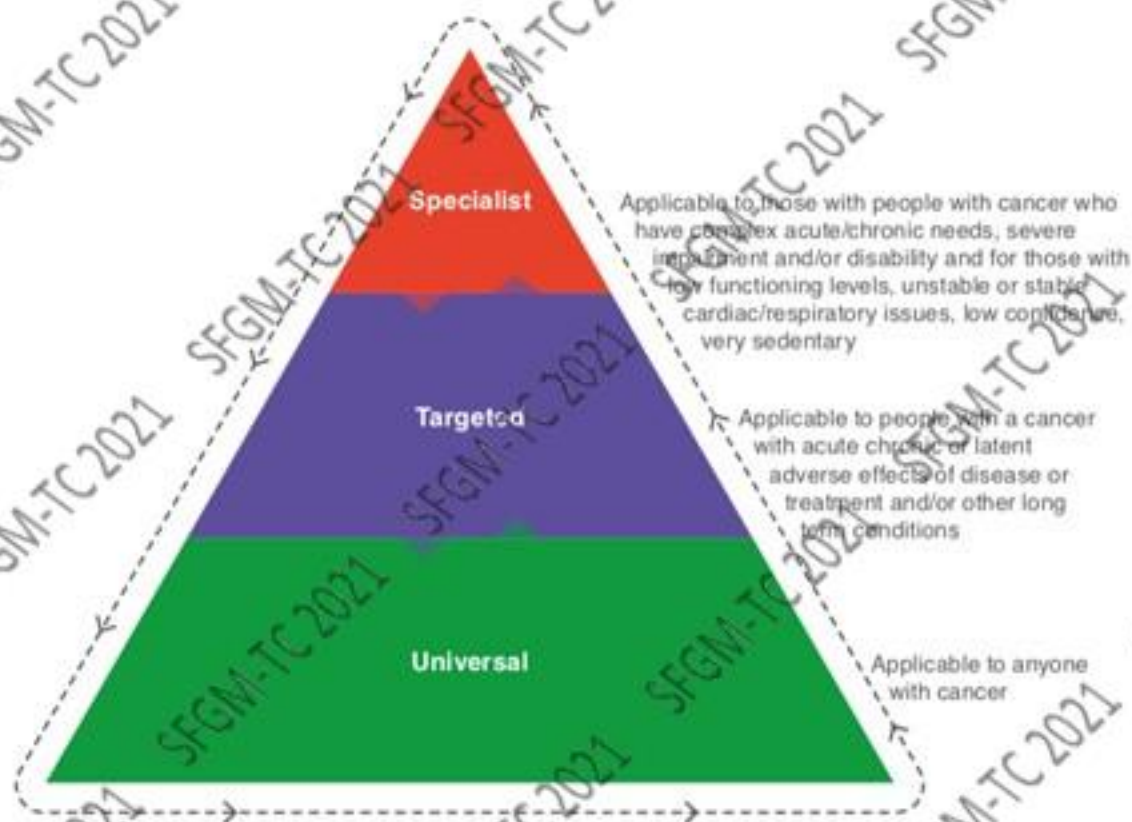 SFGM-TC 2021
Specialist
Applicable to those with people with cancer who
have complex acute/chronic needs, severe
impairment and/or disability and for those with
low functioning levels, unstable or stable
cardiac/respiratory issues, low confidence,
very sedentary
Targeted
Applicable to people with a cancer
with acute chronic or latent
adverse effects of disease or
treatment and/or other long
term conditions
Universal
Applicable to anyone
with cancer